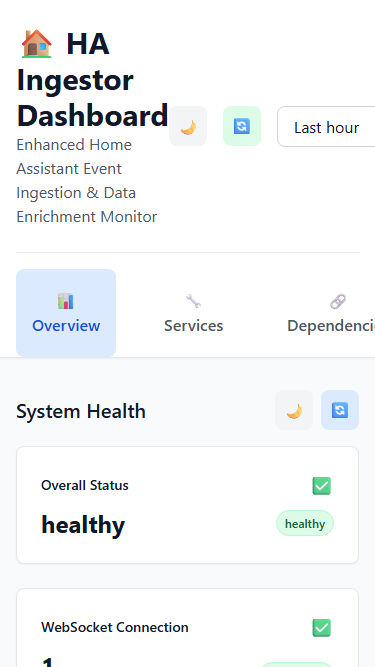 HA
Ingestor
Dashboard
Enhanced Home
Assistant Event
Ingestion & Data
Enrichment Monitor
Last hour
Overview
Services
Dependenci
System Health
Overall Status
healthy
healthy
WebSocket Connection
1